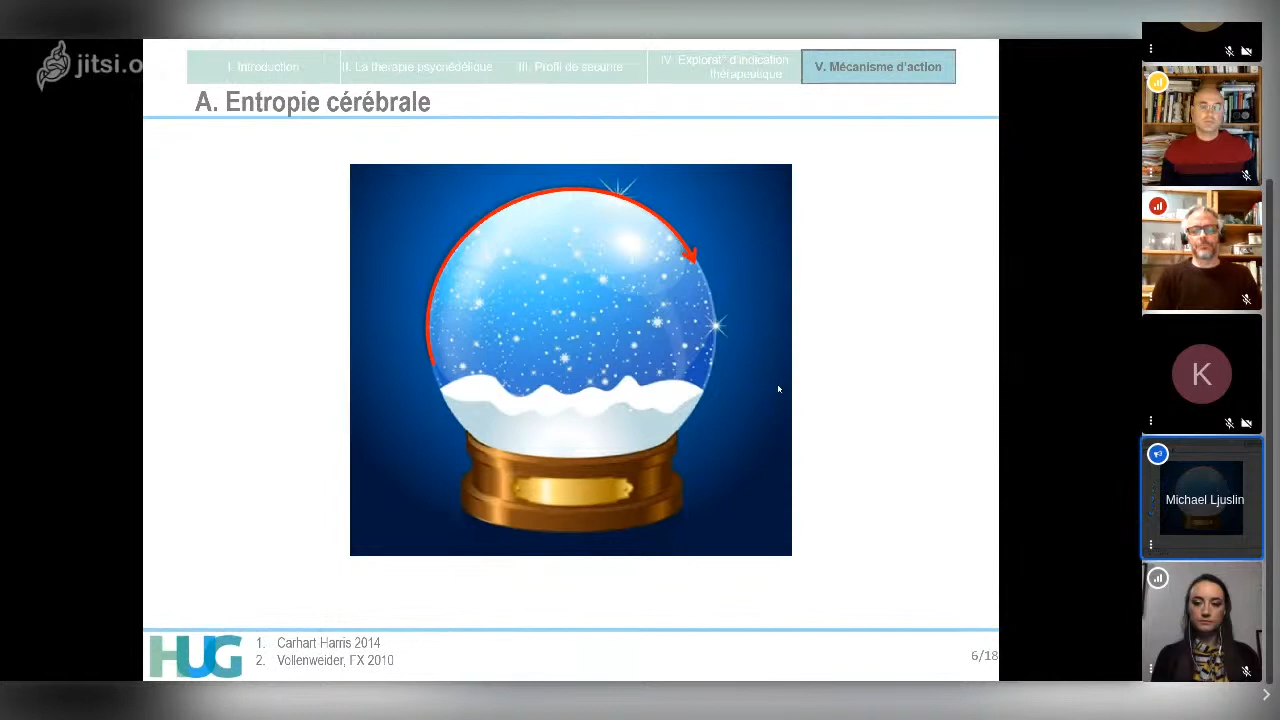 jitsi.o
I. Introduction
II. La thérapie psychédélique
III. Profil de sécurité
IV. Explorat° d'indication
thérapeutique
V. Mécanisme d'action
A. Entropie cérébrale
K
Michael Ljuslin
HUG
1. Carhart Harris 2014
2. Vollenweider, FX 2010
6/18